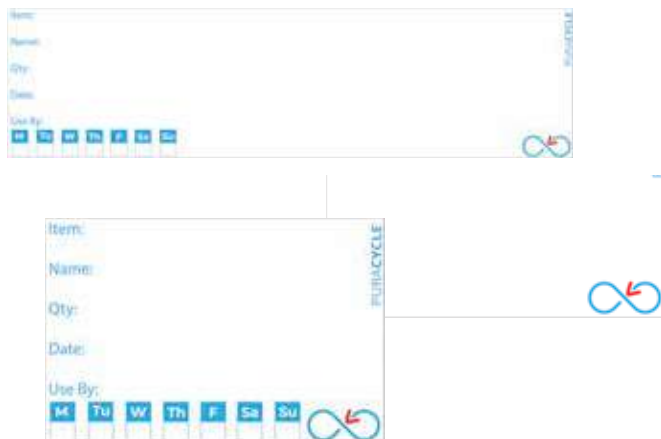 Item:
Name:
Qty:
Date:
Use By:
M Tu W Th F Sa Su
PURACYCLE
Item:
Name:
Qty:
Date:
Use By:
M Tu W Th F Sa Su
PURACYCLE